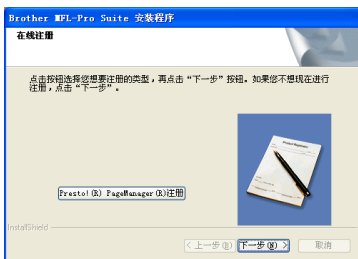 Brother MFL-Pro Suite 安装程序
在线注册
点击按钮选择您想要注册的类型，再点击“下一步”按钮。如果您不想现在进行
注册，点击“下一步”。
Presto!(R) PageManager(R)注册
InstallShield
< 上一步(B) 下一步(N) > 取消